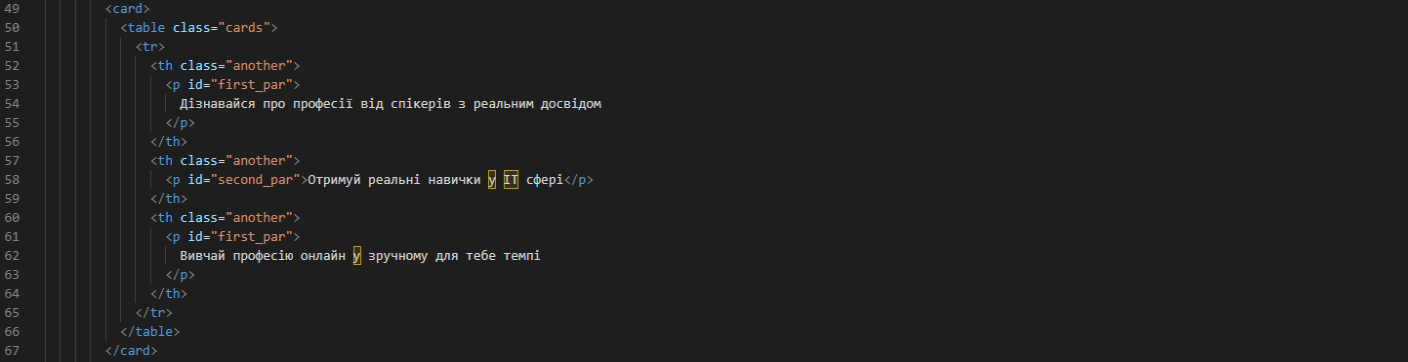 49 <card>
50 <table class="cards">
51 <tr>
52 <th class="another">
53 <p id="first_par">
54 Дізнавайся про професії від спікерів з реальним досвідом
55 </p>
56 </th>
57 <th class="another">
58 <p id="second_par">Отримуй реальні навички у ІТ сфері</p>
59 </th>
60 <th class="another">
61 <p id="first_par">
62 Вивчай професію онлайн у зручному для тебе темпі
63 </p>
64 </th>
65 </tr>
66 </table>
67 </card>